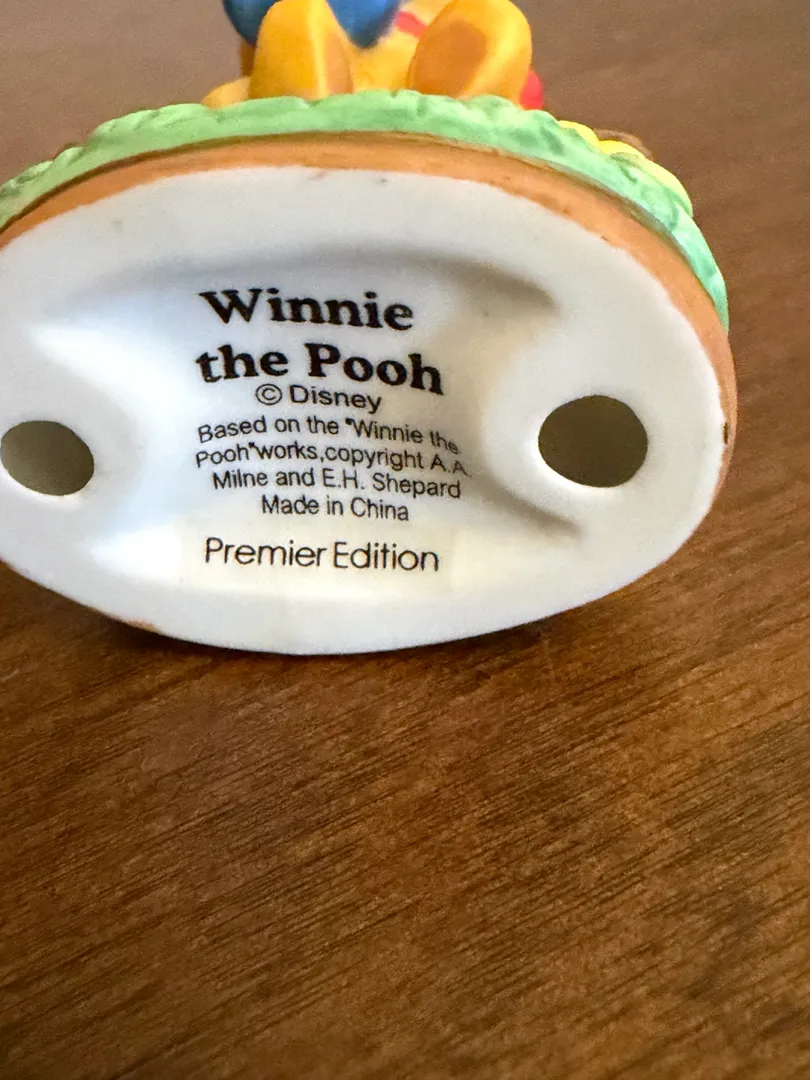 Winnie
the Pooh
© Disney
Based on the "Winnie the
Pooh" works, copyright A.A.
Milne and E.H. Shepard
Made in China
Premier Edition